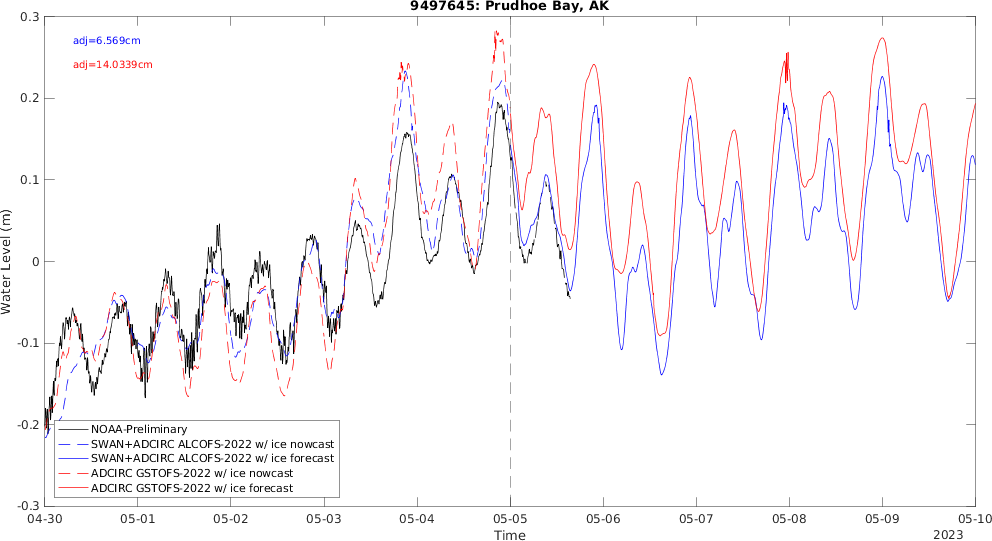 9497645: Prudhoe Bay, AK
adj=6.569cm
adj=14.0339cm
Water Level (m)
0.3
0.2
0.1
0
-0.1
-0.2
-0.3
NOAA-Preliminary
SWAN+ADCIRC ALCOFS-2022 w/ ice nowcast
SWAN+ADCIRC ALCOFS-2022 w/ ice forecast
ADCIRC GSTOFS-2022 w/ ice nowcast
ADCIRC GSTOFS-2022 w/ ice forecast
04-30 05-01 05-02 05-03 05-04 05-05 05-06 05-07 05-08 05-09 05-10
Time
2023